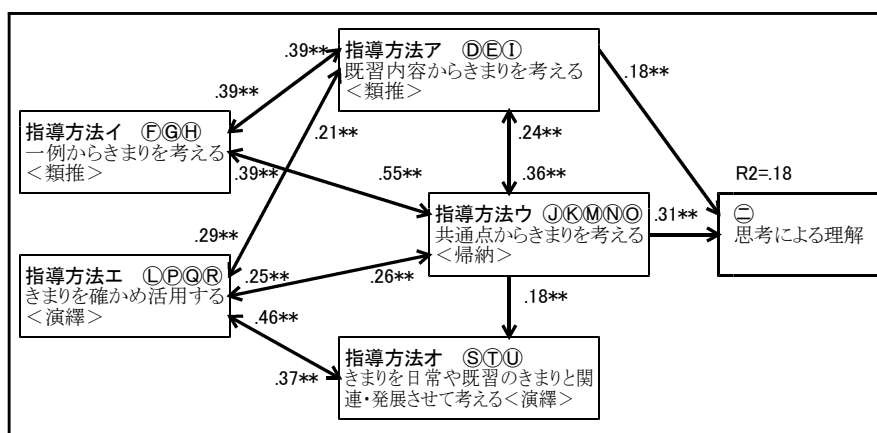 .39**
指導方法ア ⒹⒺⒾ
既習内容からきまりを考える
<類推>
.18**
.39**
指導方法イ ⒻⒼⒽ
一例からきまりを考える
<類推>
.21**
.24**
.39**
.55**
.36**
R2=.18
指導方法ウ ⒿⓀⓂⓃⓄ
共通点からきまりを考える
<帰納>
.31**
㊁
思考による理解
.29**
指導方法エ ⓁⓅⓆⓇ
きまりを確かめ活用する
<演繹>
.25**
.26**
.46**
.18**
.37**
指導方法オ ⓈⓉⓊ
きまりを日常や既習のきまりと関
連・発展させて考える<演繹>